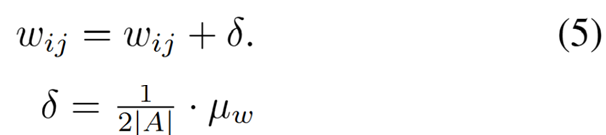 w_{ij} = w_{ij} + δ. (5)
δ = \frac{1}{2|A|} · μ_w